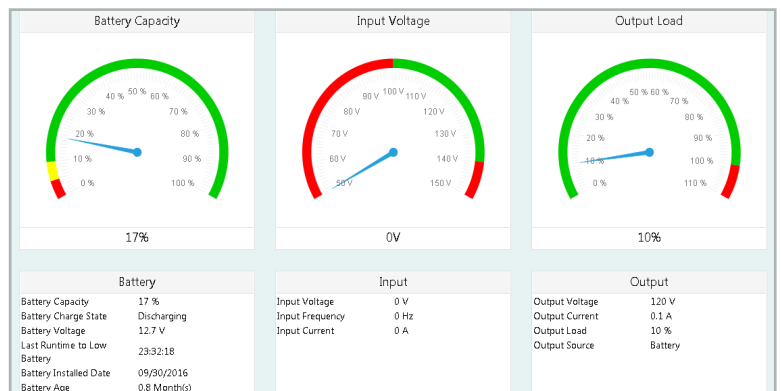 Battery Capacity
Input Voltage
Output Load
0 %
10 %
20 %
30 %
40 %
50 %
60 %
70 %
80 %
90 %
100 %
17%
50 V
60 V
70 V
80 V
90 V
100 V
110 V
120 V
130 V
140 V
150 V
0V
0 %
10 %
20 %
30 %
40 %
50 %
60 %
70 %
80 %
90 %
100 %
110 %
10%
Battery
Battery Capacity 17 %
Battery Charge State Discharging
Battery Voltage 12.7 V
Last Runtime to Low
Battery
23:32:18
Battery Installed Date 09/30/2016
Battery Age 0.8 Month(s)
Input
Input Voltage 0 V
Input Frequency 0 Hz
Input Current 0 A
Output
Output Voltage 120 V
Output Current 0.1 A
Output Load 10 %
Output Source Battery